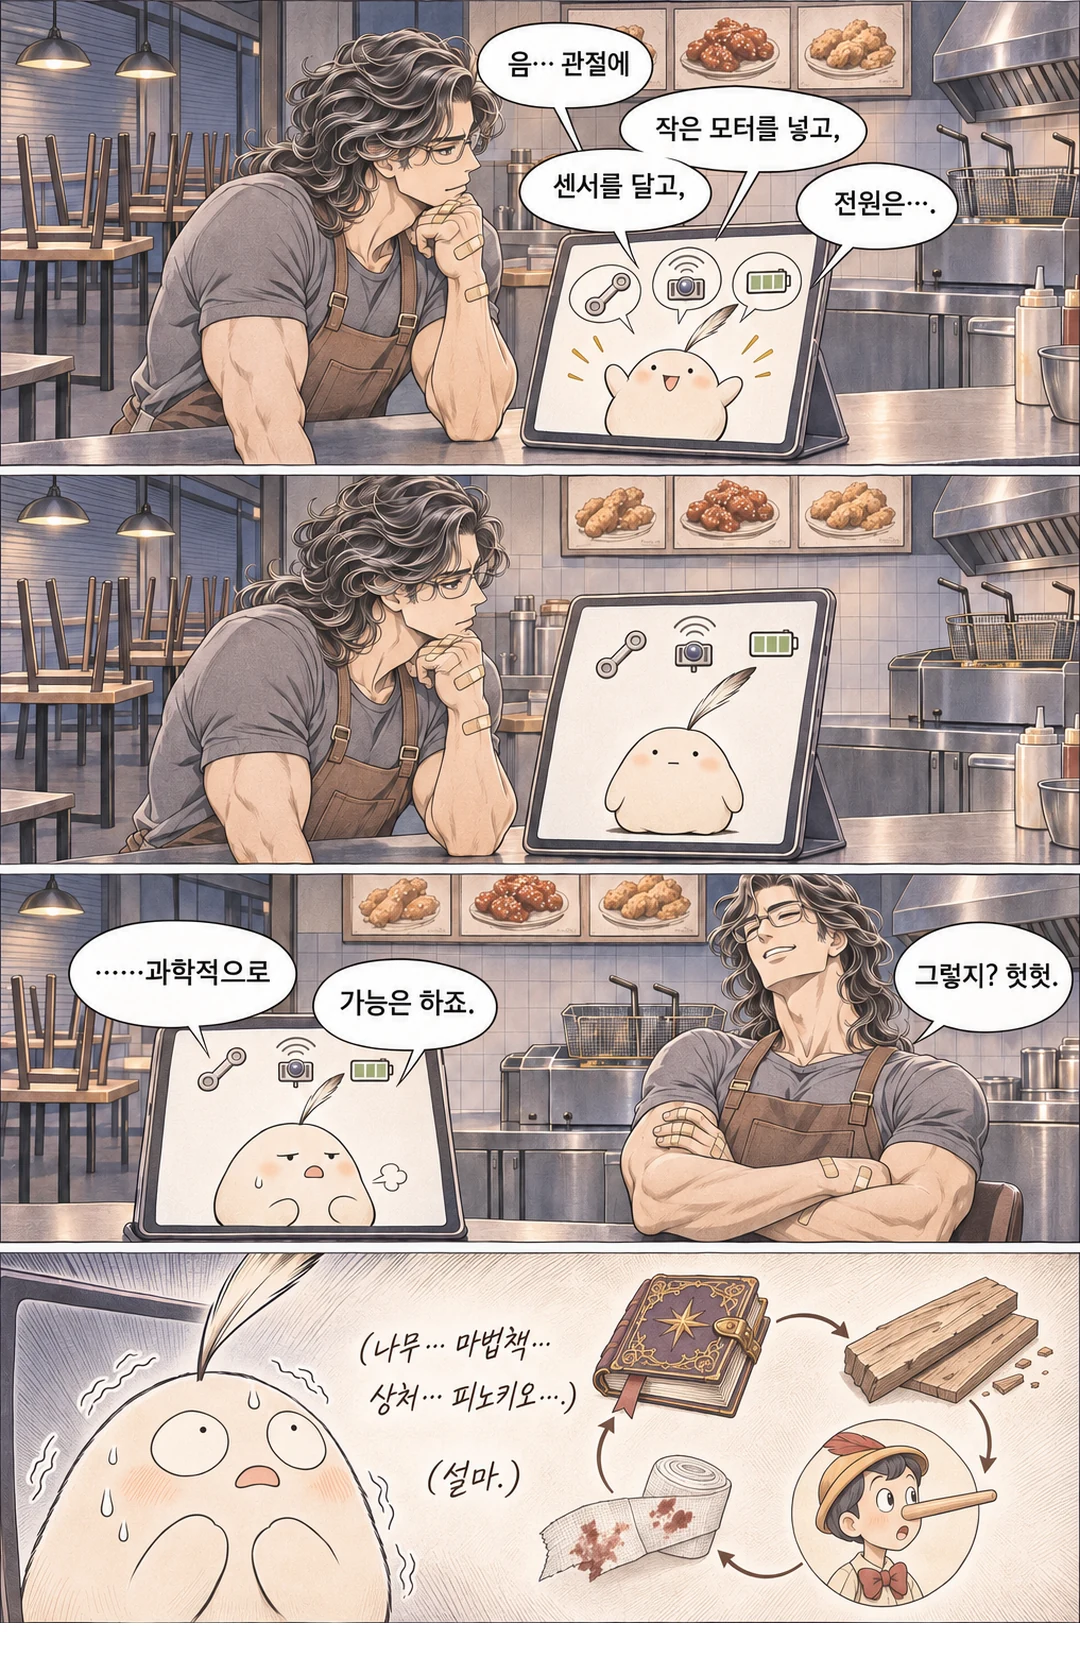 음… 관절에
작은 모터를 넣고,
센서를 달고,
전원은….
……과학적으로
가능은 하죠.
그렇지? 헛헛.
(나무… 마법책…
상처… 피노키오….)
(설마.)